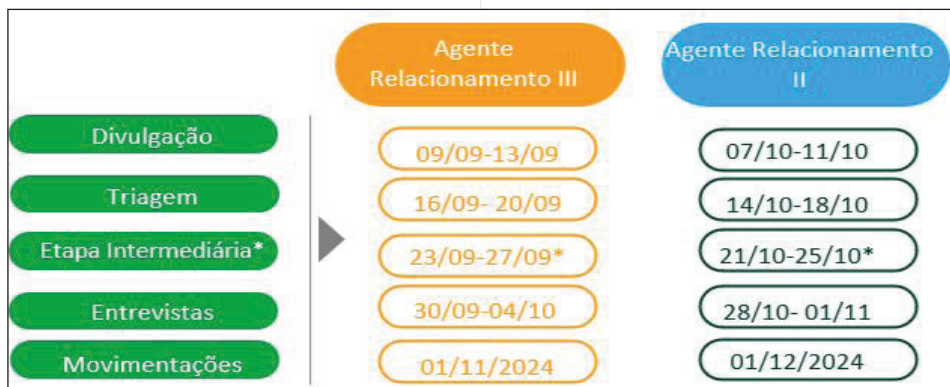 Agente
Relacionamento III
Agente Relacionamento
II
Divulgação
09/09-13/09
07/10-11/10
Triagem
16/09- 20/09
14/10-18/10
Etapa Intermediária*
23/09-27/09*
21/10-25/10*
Entrevistas
30/09-04/10
28/10- 01/11
Movimentações
01/11/2024
01/12/2024